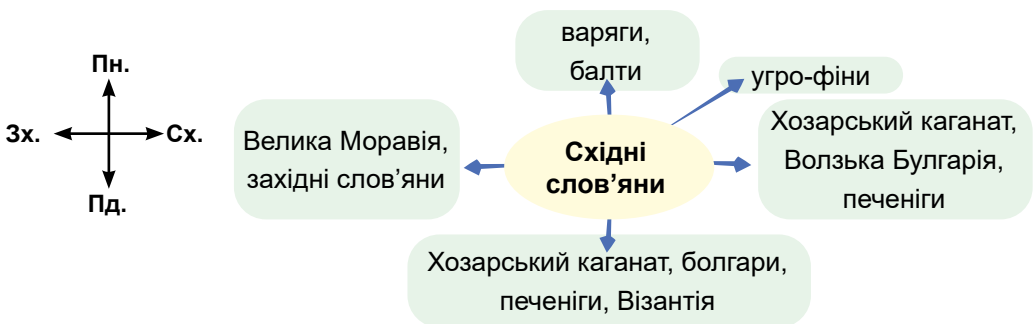 Пн.
Зх.
Сх.
Пд.
варяги,
балти
угро-фіни
Велика Моравія,
західні слов’яни
Східні
слов’яни
Хозарський каганат,
Волзька Булгарія,
печеніги
Хозарський каганат, болгари,
печеніги, Візантія